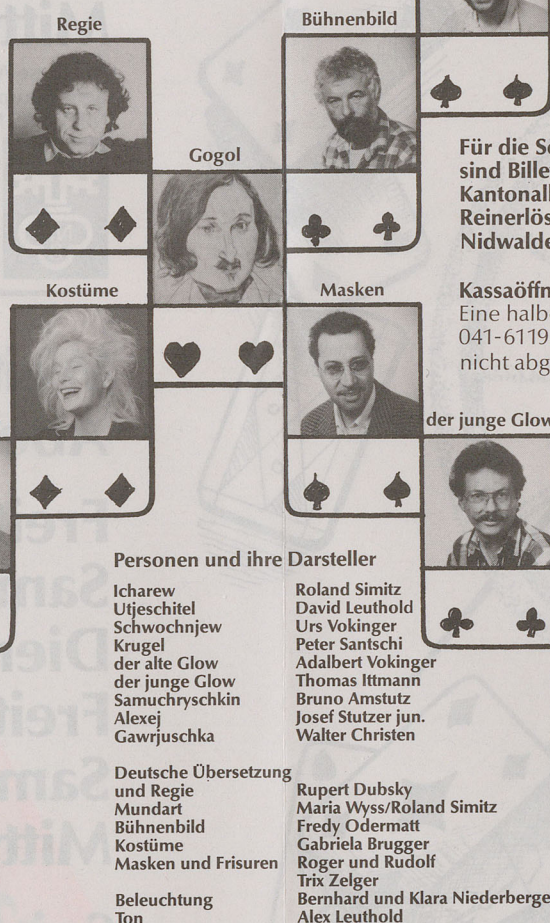 Regie
Bühnenbild
Gogol
Für die
sind Bille
Kantonall
Reinerlös
Nidwalde
Kostüme
Masken
Kassaöffn
Eine halb
041-6119
nicht abg
der junge Glow
Personen und ihre Darsteller
Icharew Roland Simitz
Utjeschitel David Leuthold
Schwochnjew Urs Vokinger
Krugel Peter Santschi
der alte Glow Adalbert Vokinger
der junge Glow Thomas Ittmann
Samuchryschkin Bruno Amstutz
Alexej Josef Stutzer jun.
Gawrjuschka Walter Christen
Deutsche Übersetzung
und Regie Rupert Dubsky
Mundart Maria Wyss/Roland Simitz
Bühnenbild Fredy Odermatt
Kostüme Gabriela Brugger
Masken und Frisuren Roger und Rudolf
Trix Zelger
Beleuchtung Bernhard und Klara Niederberge
Ton Alex Leuthold